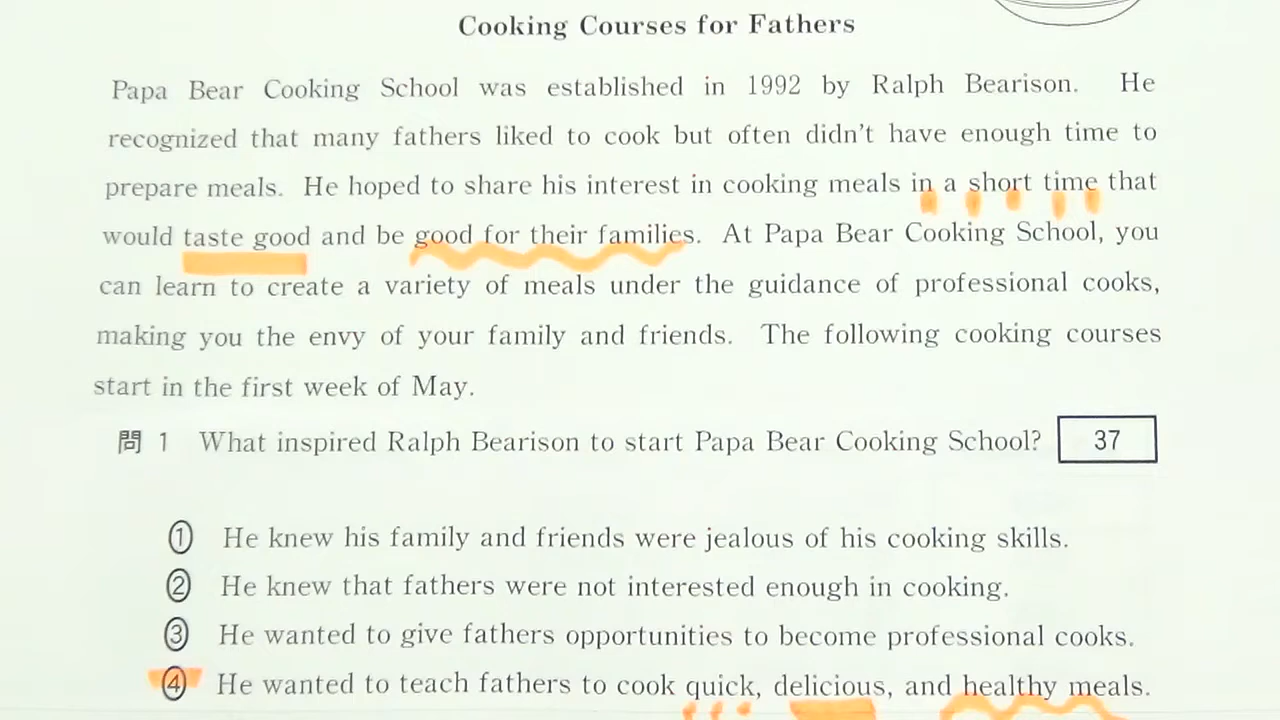 Cooking Courses for Fathers
Papa Bear Cooking School was established in 1992 by Ralph Bearison. He
recognized that many fathers liked to cook but often didn't have enough time to
prepare meals. He hoped to share his interest in cooking meals in a short time that
would taste good and be good for their families. At Papa Bear Cooking School, you
can learn to create a variety of meals under the guidance of professional cooks,
making you the envy of your family and friends. The following cooking courses
start in the first week of May.
問 1 What inspired Ralph Bearison to start Papa Bear Cooking School? 37
① He knew his family and friends were jealous of his cooking skills.
② He knew that fathers were not interested enough in cooking.
③ He wanted to give fathers opportunities to become professional cooks.
④ He wanted to teach fathers to cook quick, delicious, and healthy meals.